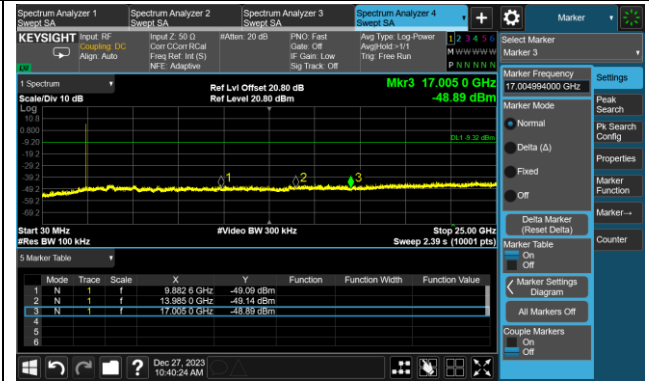 Spectrum Analyzer 1
Swept SA
Spectrum Analyzer 2
Swept SA
Spectrum Analyzer 3
Swept SA
Spectrum Analyzer 4
Swept SA
Marker
KEYSIGHT
Input: RF
Coupling: DC
Align: Auto
Input Z: 50 Ω
Corr CCorr RCal
Freq Ref: Int (S)
NFE: Adaptive
#Atten: 20 dB
PNO: Fast
Gate: Off
IF Gain: Low
Sig Track: Off
Avg Type: Log-Power
Avg|Hold:>1/1
Trig: Free Run
1 2 3 4 5 6
M W W W W W
P N N N N N
LXI
1 Spectrum
Scale/Div 10 dB
Log
Ref Lvl Offset 20.80 dB
Ref Level 20.80 dBm
Mkr3 17.005 0 GHz
-48.89 dBm
10.8
0.800
-9.20
-19.2
-29.2
-39.2
-49.2
-59.2
-69.2
DL1 -9.32 dBm
1
2
3
Start 30 MHz
#Res BW 100 kHz
#Video BW 300 kHz
Stop 25.00 GHz
Sweep 2.39 s (10001 pts)
5 Marker Table
Mode Trace Scale X Y Function Function Width Function Value
1 N 1 f 9.882 6 GHz -49.09 dBm
2 N 1 f 13.985 0 GHz -49.14 dBm
3 N 1 f 17.005 0 GHz -48.89 dBm
4
5
6
Dec 27, 2023
10:40:24 AM
Select Marker
Marker 3
Marker Frequency
17.004994000 GHz
Marker Mode
Normal
Delta (Δ)
Fixed
Off
Delta Marker
(Reset Delta)
Marker Table
On
Off
Marker Settings
Diagram
All Markers Off
Couple Markers
On
Off
Settings
Peak
Search
Pk Search
Config
Properties
Marker
Function
Marker→
Counter